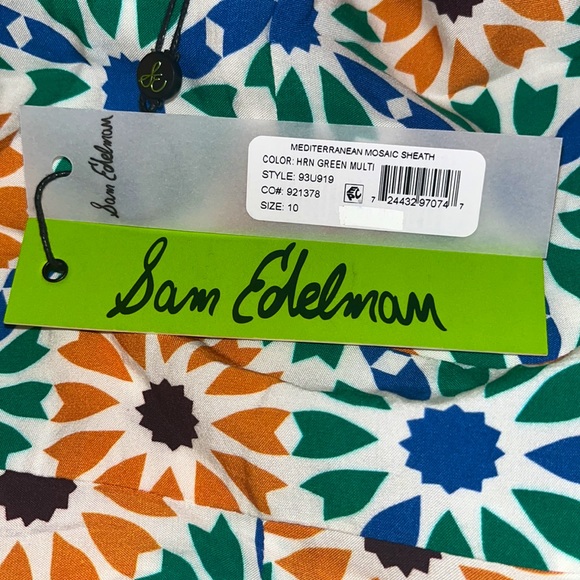 Sam Edelman
MEDITERRANEAN MOSAIC SHEATH
COLOR: HRN GREEN MULTI
STYLE: 93U919
CO#: 921378
SIZE: 10
7 24432 97074 7
Sam Edelman